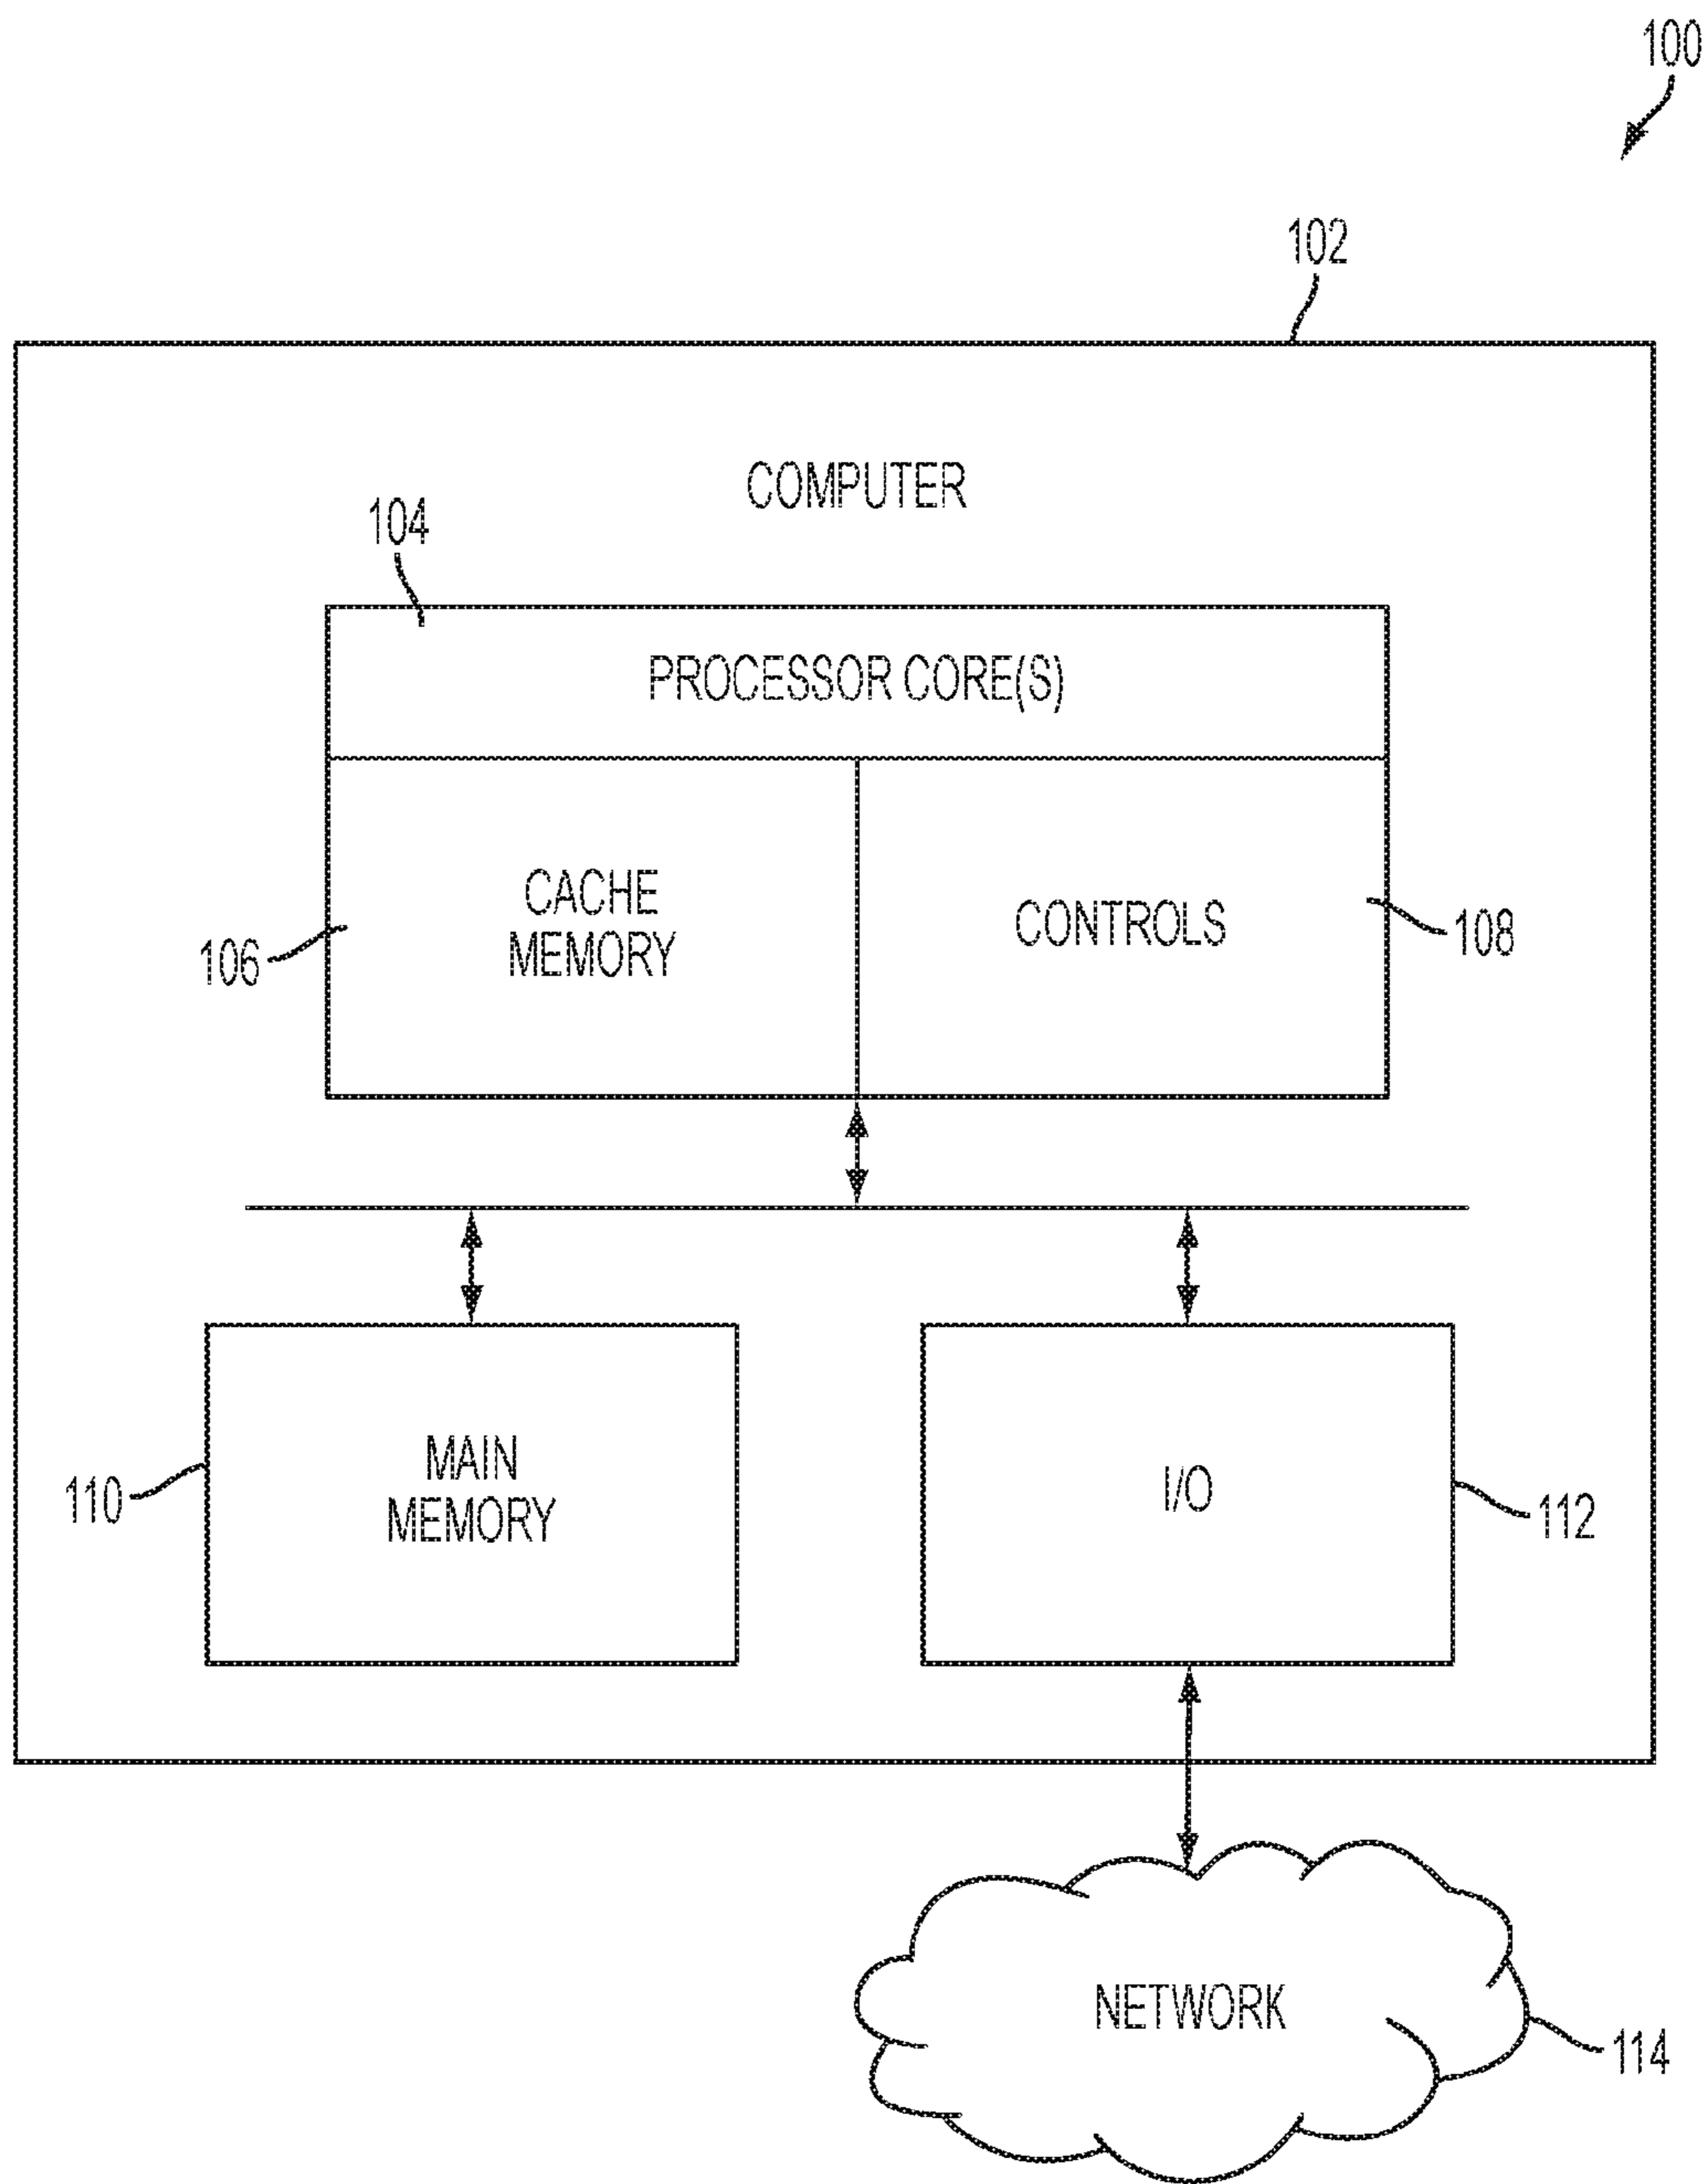 100
102
COMPUTER
104
PROCESSOR CORE(S)
CACHE
MEMORY
106
CONTROLS
108
MAIN
MEMORY
110
I/O
112
NETWORK
114